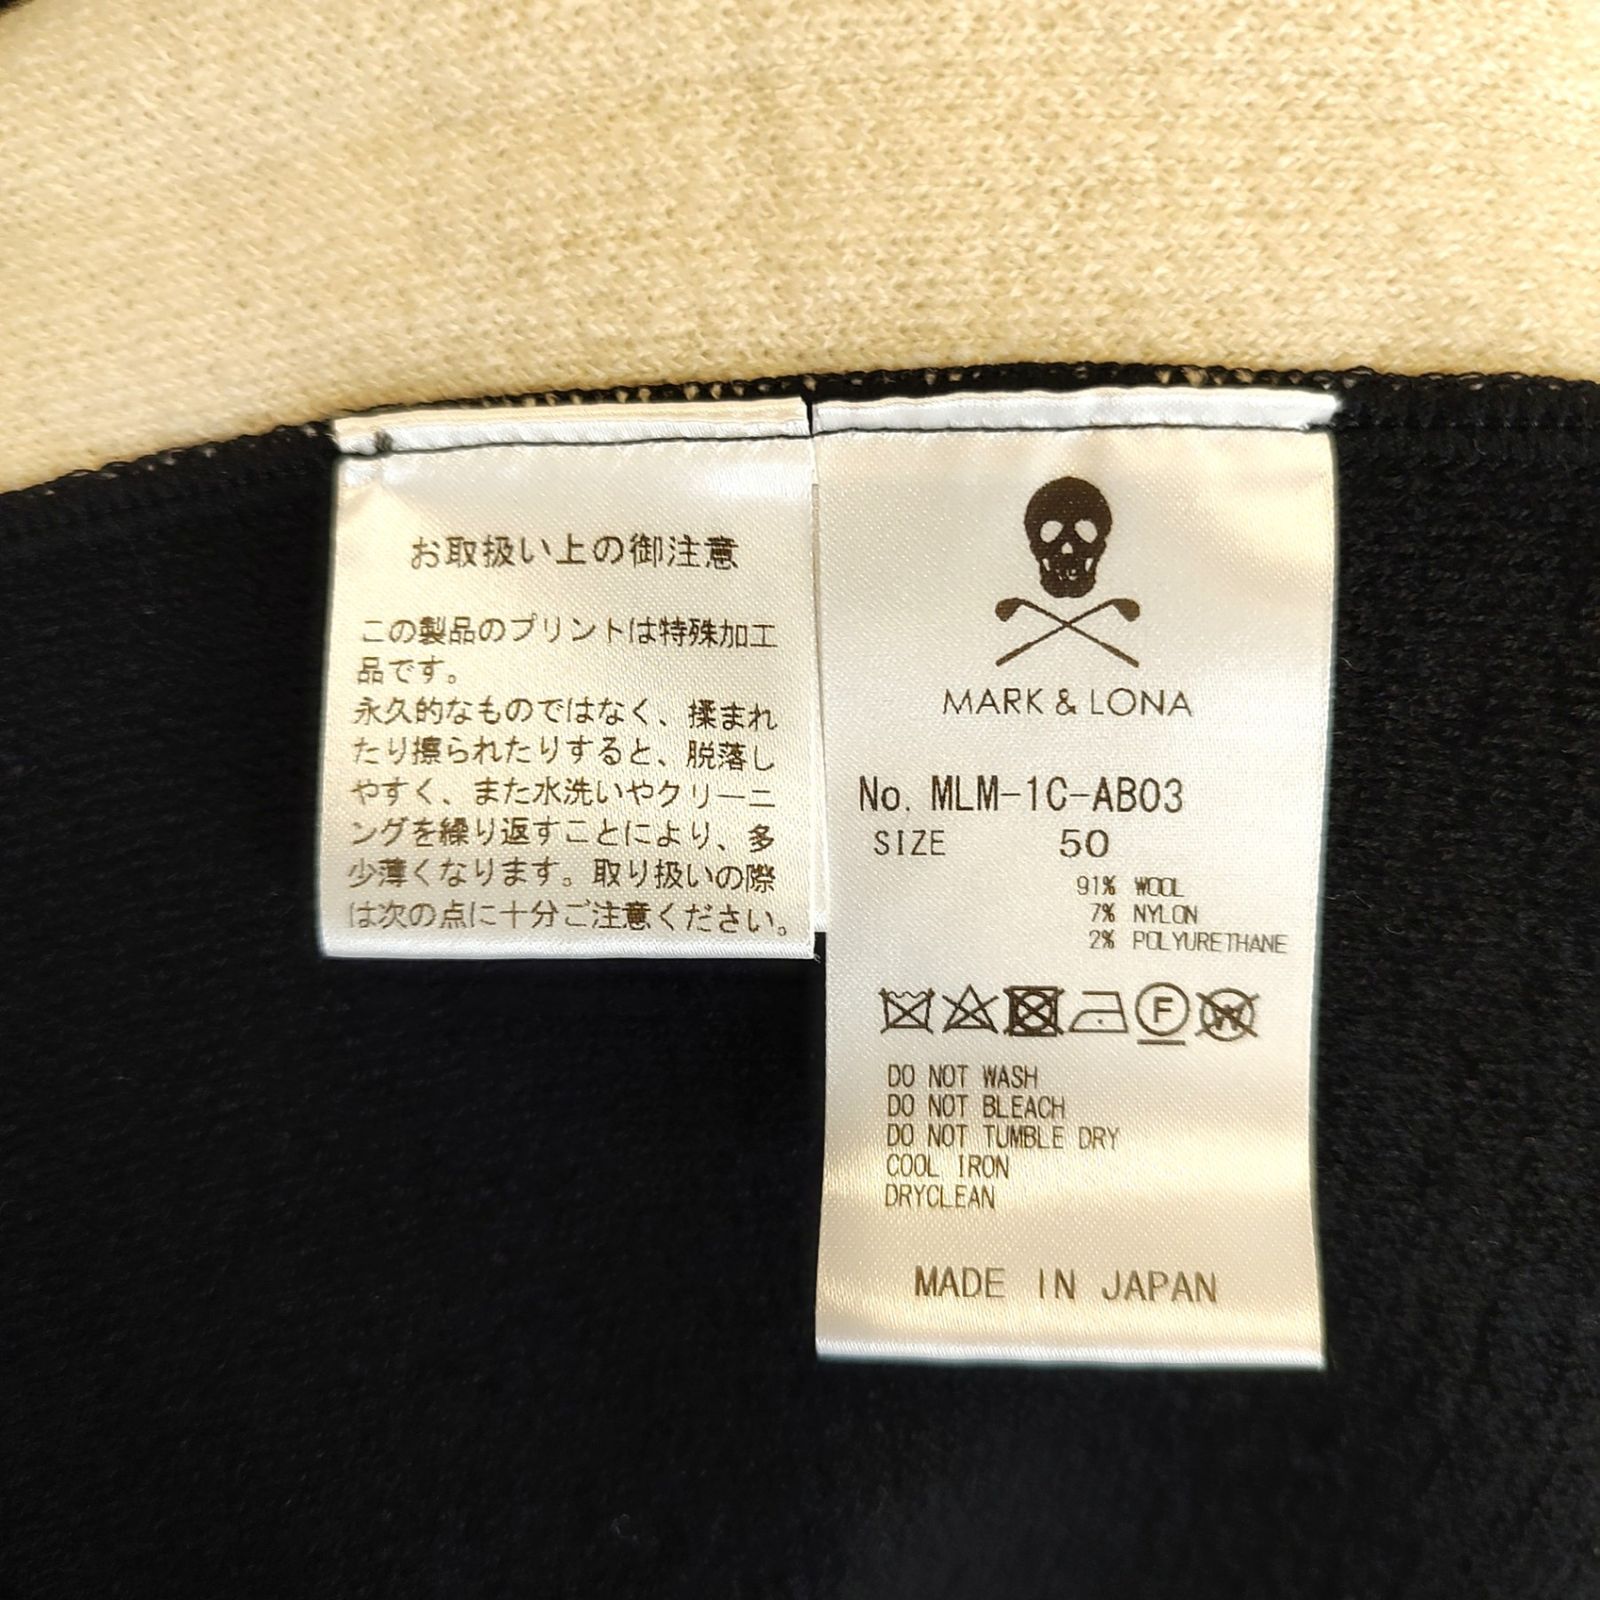 お取扱い上の御注意
この製品のプリントは特殊加工
品です。
永久的なものではなく、揉まれ
たり擦られたりすると、脱落し
やすく、また水洗いやクリーニ
ングを繰り返すことにより、多
少薄くなります。取り扱いの際
は次の点に十分ご注意ください。
MARK & LONA
No. MLM-1C-AB03
SIZE 50
91% WOOL
7% NYLON
2% POLYURETHANE
F W
DO NOT WASH
DO NOT BLEACH
DO NOT TUMBLE DRY
COOL IRON
DRYCLEAN
MADE IN JAPAN